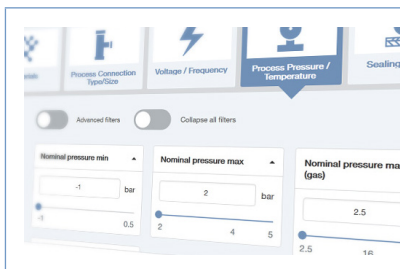 Process Connection
Type/Size
Voltage / Frequency
Process Pressure /
Temperature
Sealing
Advanced filters
Collapse all filters
Nominal pressure min
Nominal pressure max
Nominal pressure ma
(gas)
-1
bar
2
bar
2.5
-1
0.5
2
4
5
2.5
16